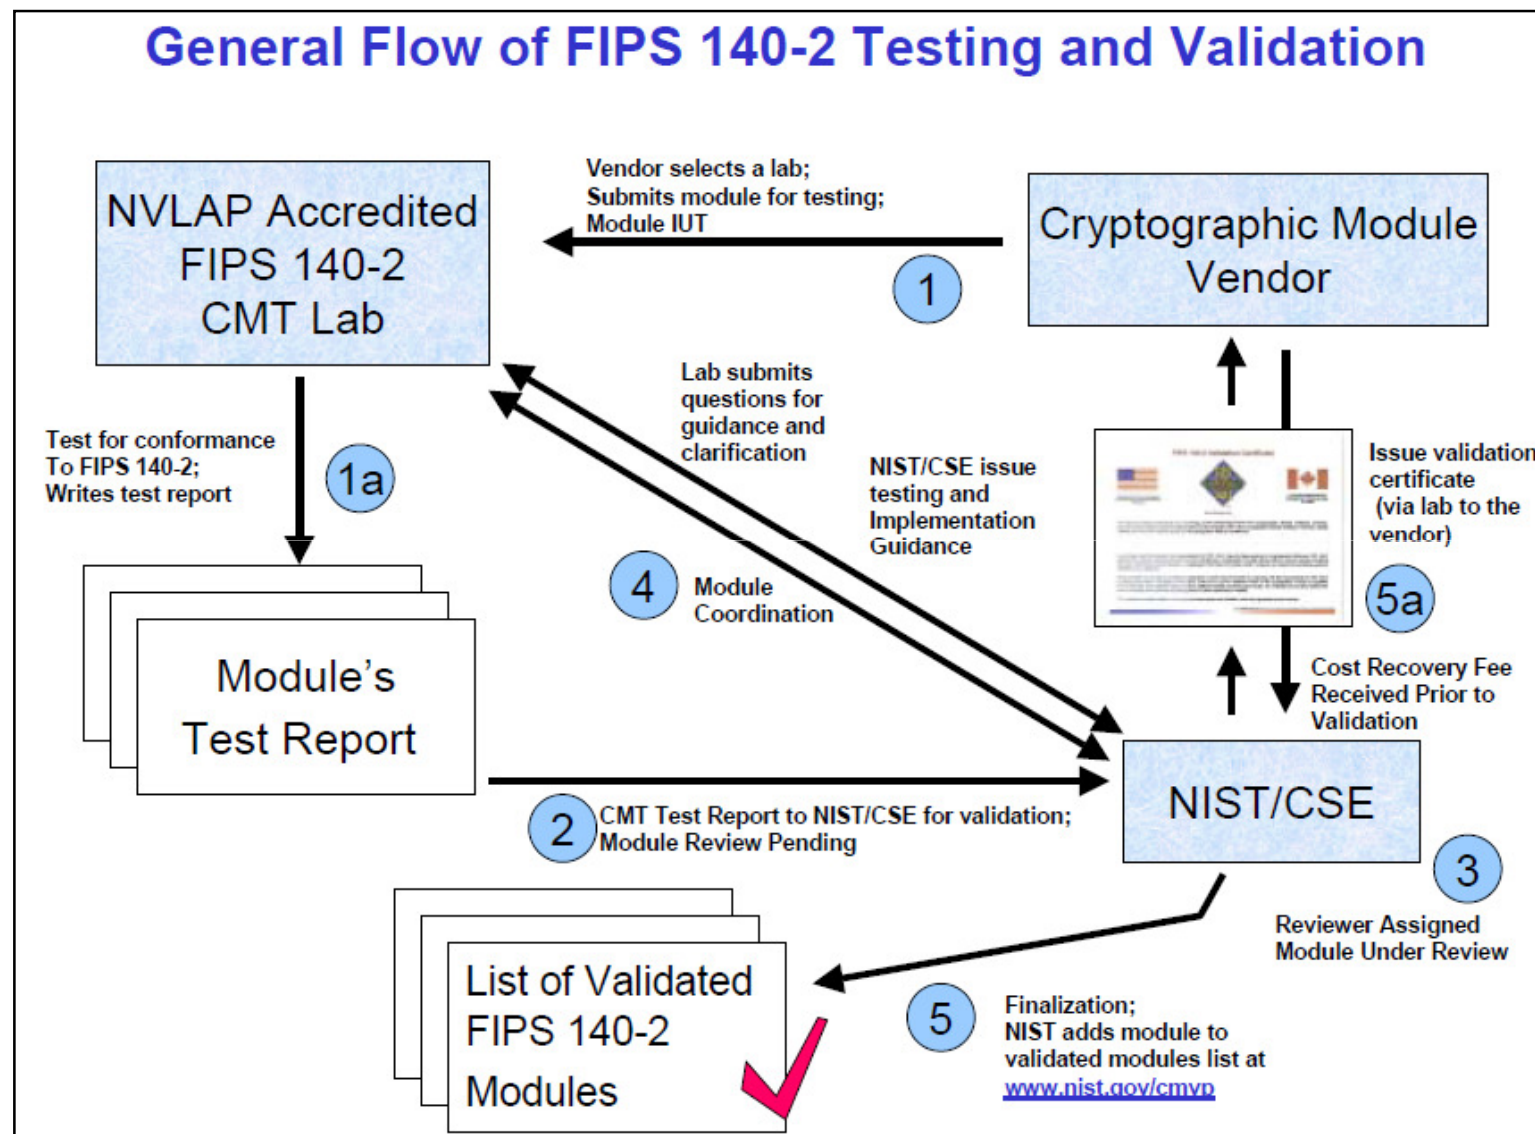 General Flow of FIPS 140-2 Testing and Validation
NVLAP Accredited
FIPS 140-2
CMT Lab
Vendor selects a lab;
Submits module for testing;
Module IUT
1
Cryptographic Module
Vendor
Test for conformance
To FIPS 140-2;
Writes test report
1a
Lab submits
questions for
guidance and
clarification
NIST/CSE issue
testing and
Implementation
Guidance
4
Module
Coordination
Issue validation
certificate
(via lab to the
vendor)
5a
Cost Recovery Fee
Received Prior to
Validation
Module's
Test Report
2
CMT Test Report to NIST/CSE for validation;
Module Review Pending
NIST/CSE
3
Reviewer Assigned
Module Under Review
List of Validated
FIPS 140-2
Modules
5
Finalization;
NIST adds module to
validated modules list at
www.nist.gov/cmvp